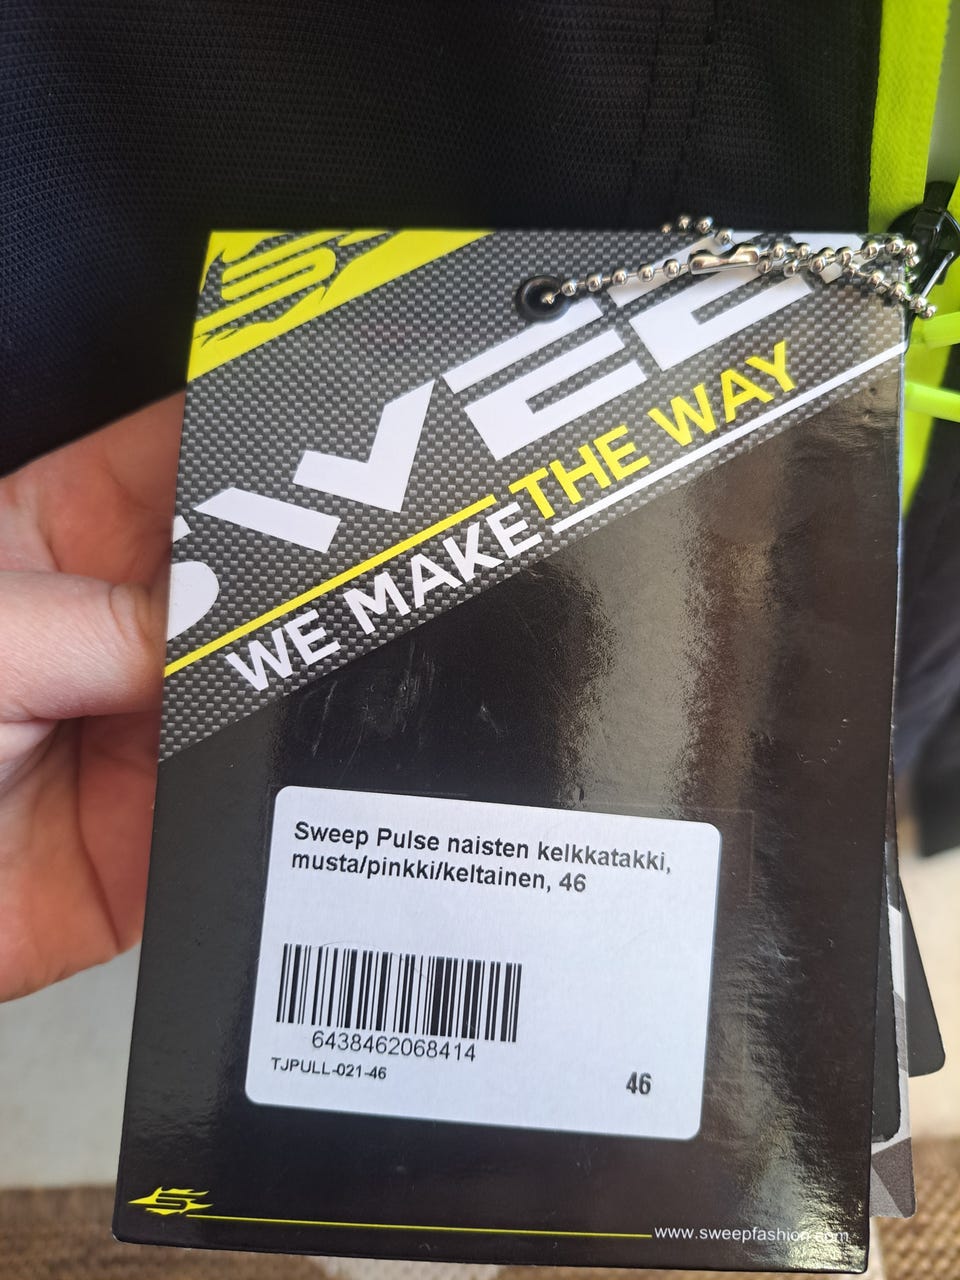 SWEE
WE MAKE THE WAY
Sweep Pulse naisten kelkkatakki,
musta/pinkki/keltainen, 46
6438462068414
TJPULL-021-46
46
www.sweepfashion.com